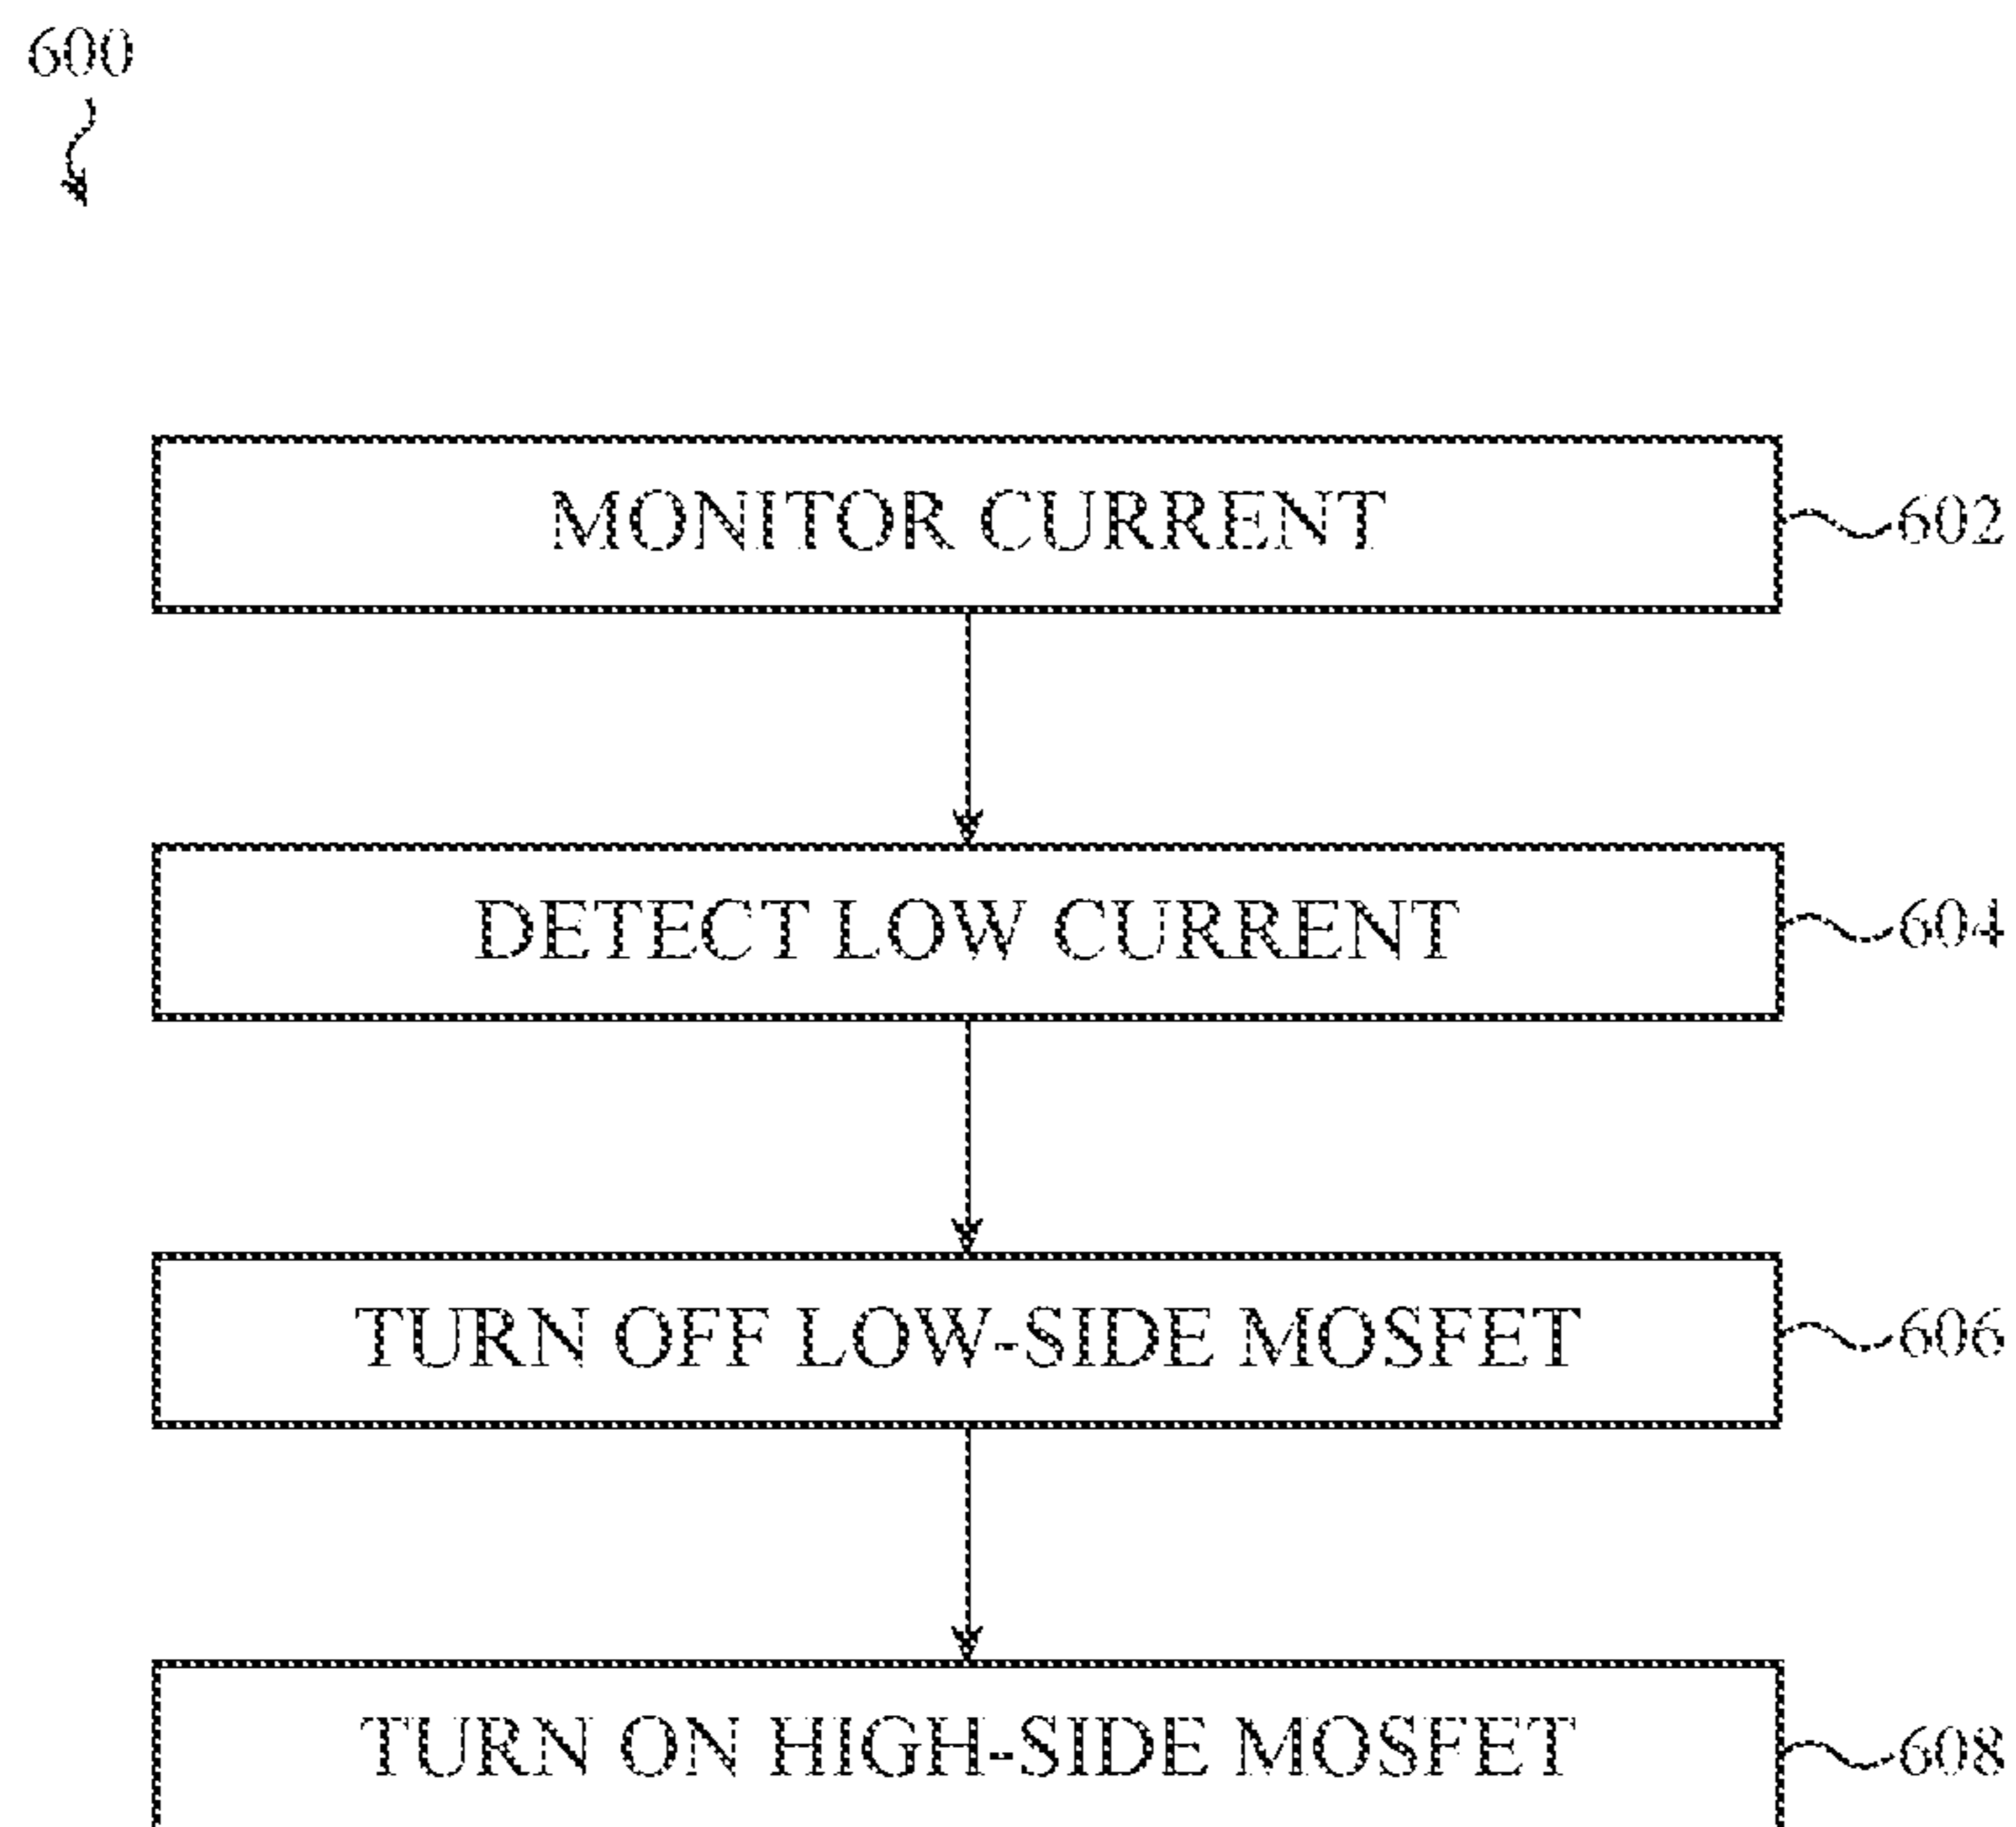 600
MONITOR CURRENT
602
DETECT LOW CURRENT
604
TURN OFF LOW-SIDE MOSFET
606
TURN ON HIGH-SIDE MOSFET
608